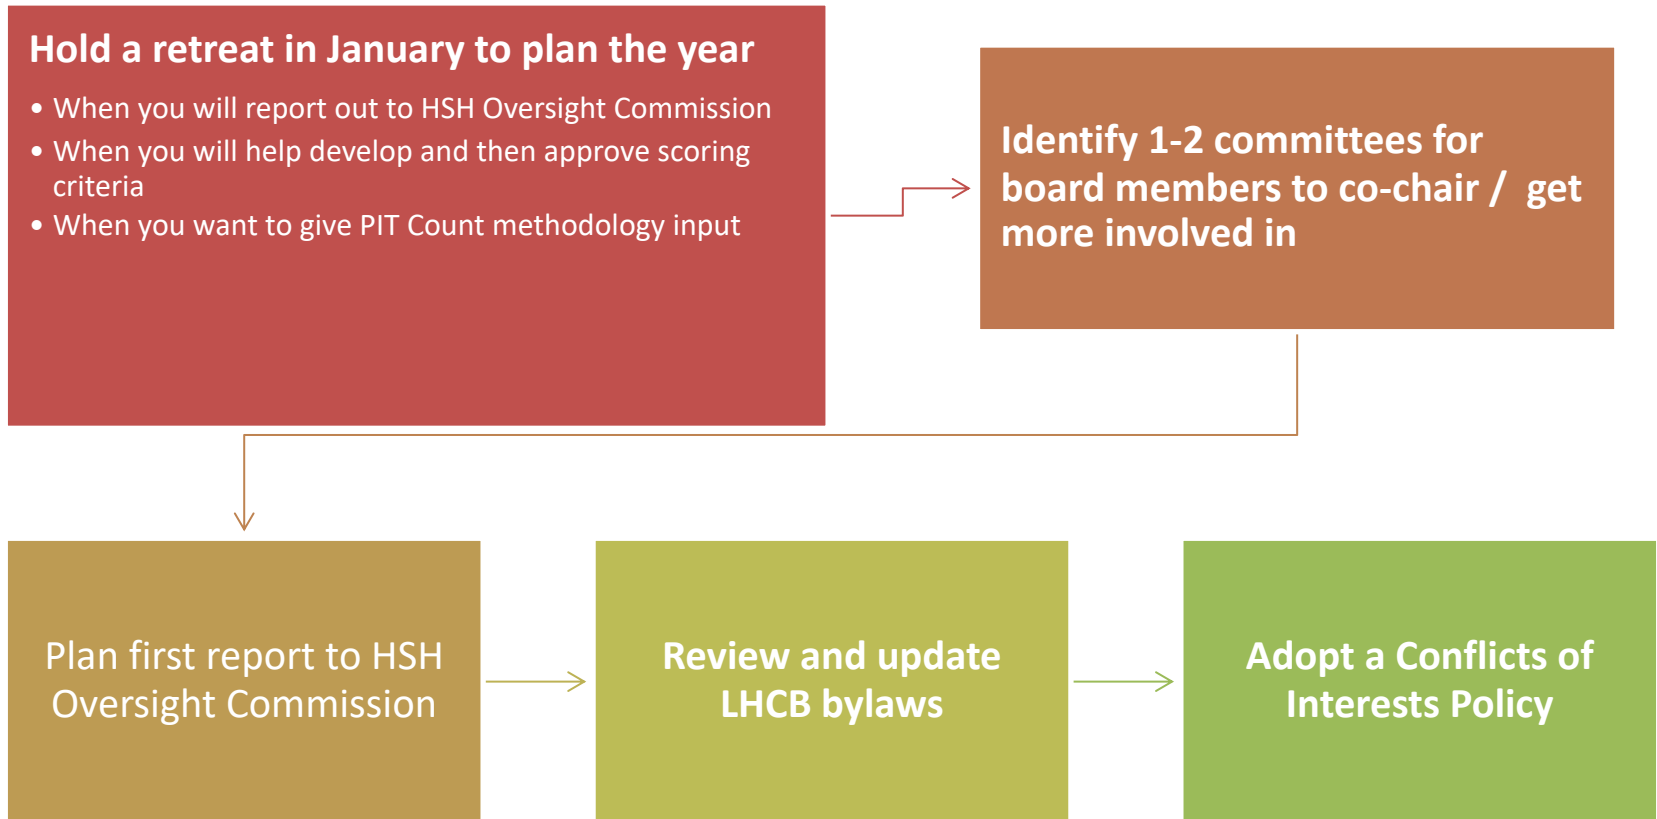 Hold a retreat in January to plan the year
• When you will report out to HSH Oversight Commission
• When you will help develop and then approve scoring
criteria
• When you want to give PIT Count methodology input
Identify 1-2 committees for
board members to co-chair /  get
more involved in
Plan first report to HSH
Oversight Commission
Review and update
LHCB bylaws
Adopt a Conflicts of
Interests Policy